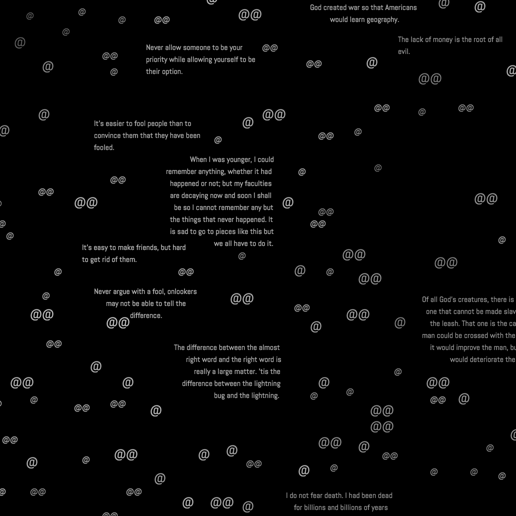 God created war so that Americans
would learn geography.
The lack of money is the root of all
evil.
Never allow someone to be your
priority while allowing yourself to be
their option.
It's easier to fool people than to
convince them that they have been
fooled.
When I was younger, I could
remember anything, whether it had
happened or not; but my faculties
are decaying now and soon I shall
be so I cannot remember any but
the things that never happened. It
is sad to go to pieces like this but
we all have to do it.
It's easy to make friends, but hard
to get rid of them.
Never argue with a fool, onlookers
may not be able to tell the
difference.
Of all God's creatures, there is
one that cannot be made
the leash. That one is the
man could be crossed with the
it would improve the man,
would deteriorate the
The difference between the almost
right word and the right word is
really a large matter. 'tis the
difference between the lightning
bug and the lightning.
I do not fear death. I had been dead
for billions and billions of years